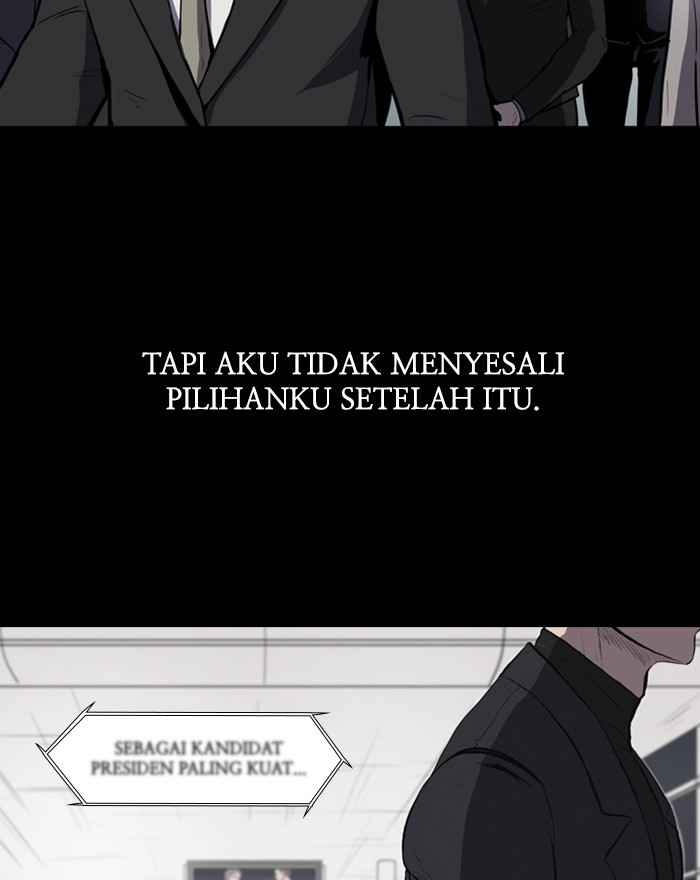 TAPI AKU TIDAK MENYESALI
PILIHANKU SETELAH ITU.
SEBAGAI KANDIDAT
PRESIDEN PALING KUAT...